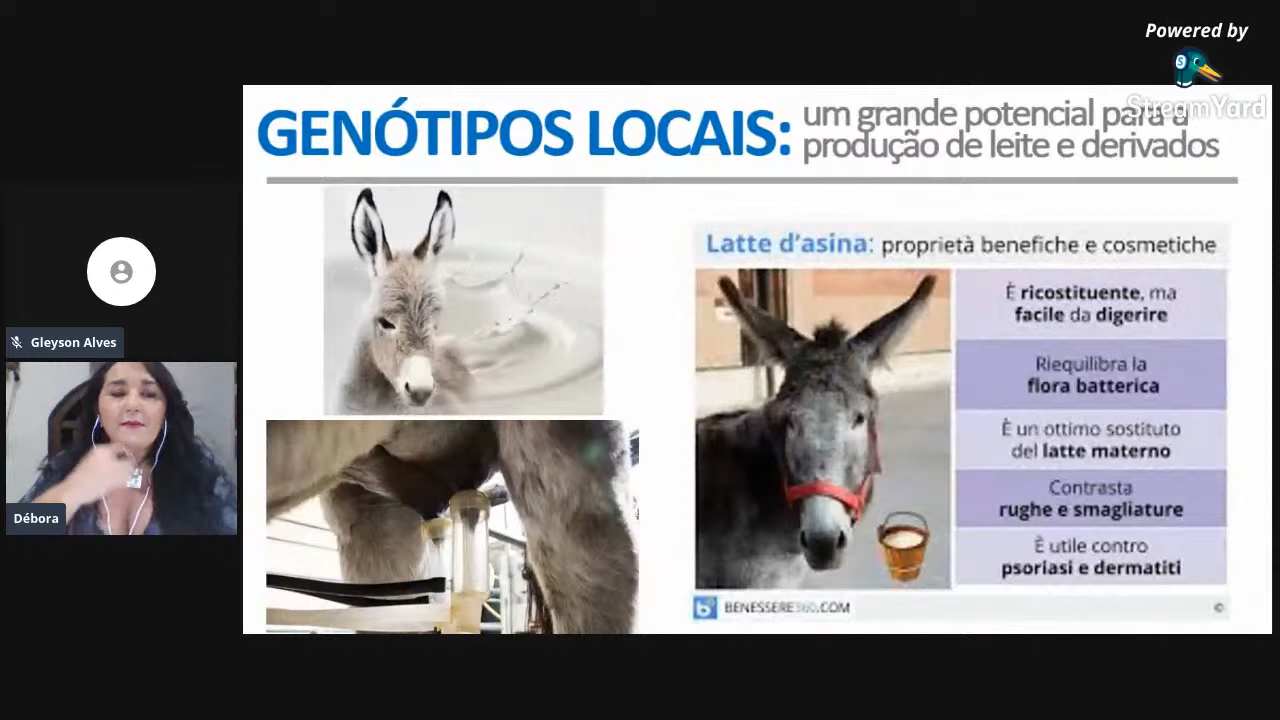 Powered by
StreamYard
GENÓTIPOS LOCAIS:
um grande potencial para a
produção de leite e derivados
Latte d'asina: proprietà benefiche e cosmetiche
È ricostituente, ma
facile da digerire
Riequilibra la
flora batterica
È un ottimo sostituto
del latte materno
Contrasta
rughe e smagliature
È utile contro
psoriasi e dermatiti
b
BENESSERE360.COM
©
Gleyson Alves
Débora